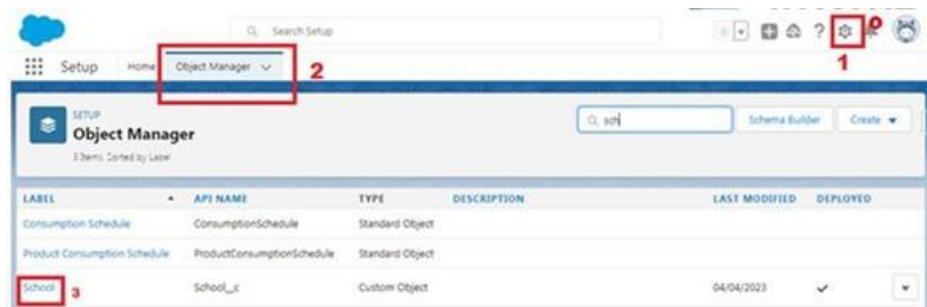 Search Setup
1
Setup Home Object Manager 2
SETUP
Object Manager
3 Items, Sorted by Label
sch
Schema Builder Create
LABEL API NAME TYPE DESCRIPTION LAST MODIFIED DEPLOYED
Consumption Schedule ConsumptionSchedule Standard Object
Product Consumption Schedule ProductConsumptionSchedule Standard Object
School 3 School__c Custom Object 04/04/2023